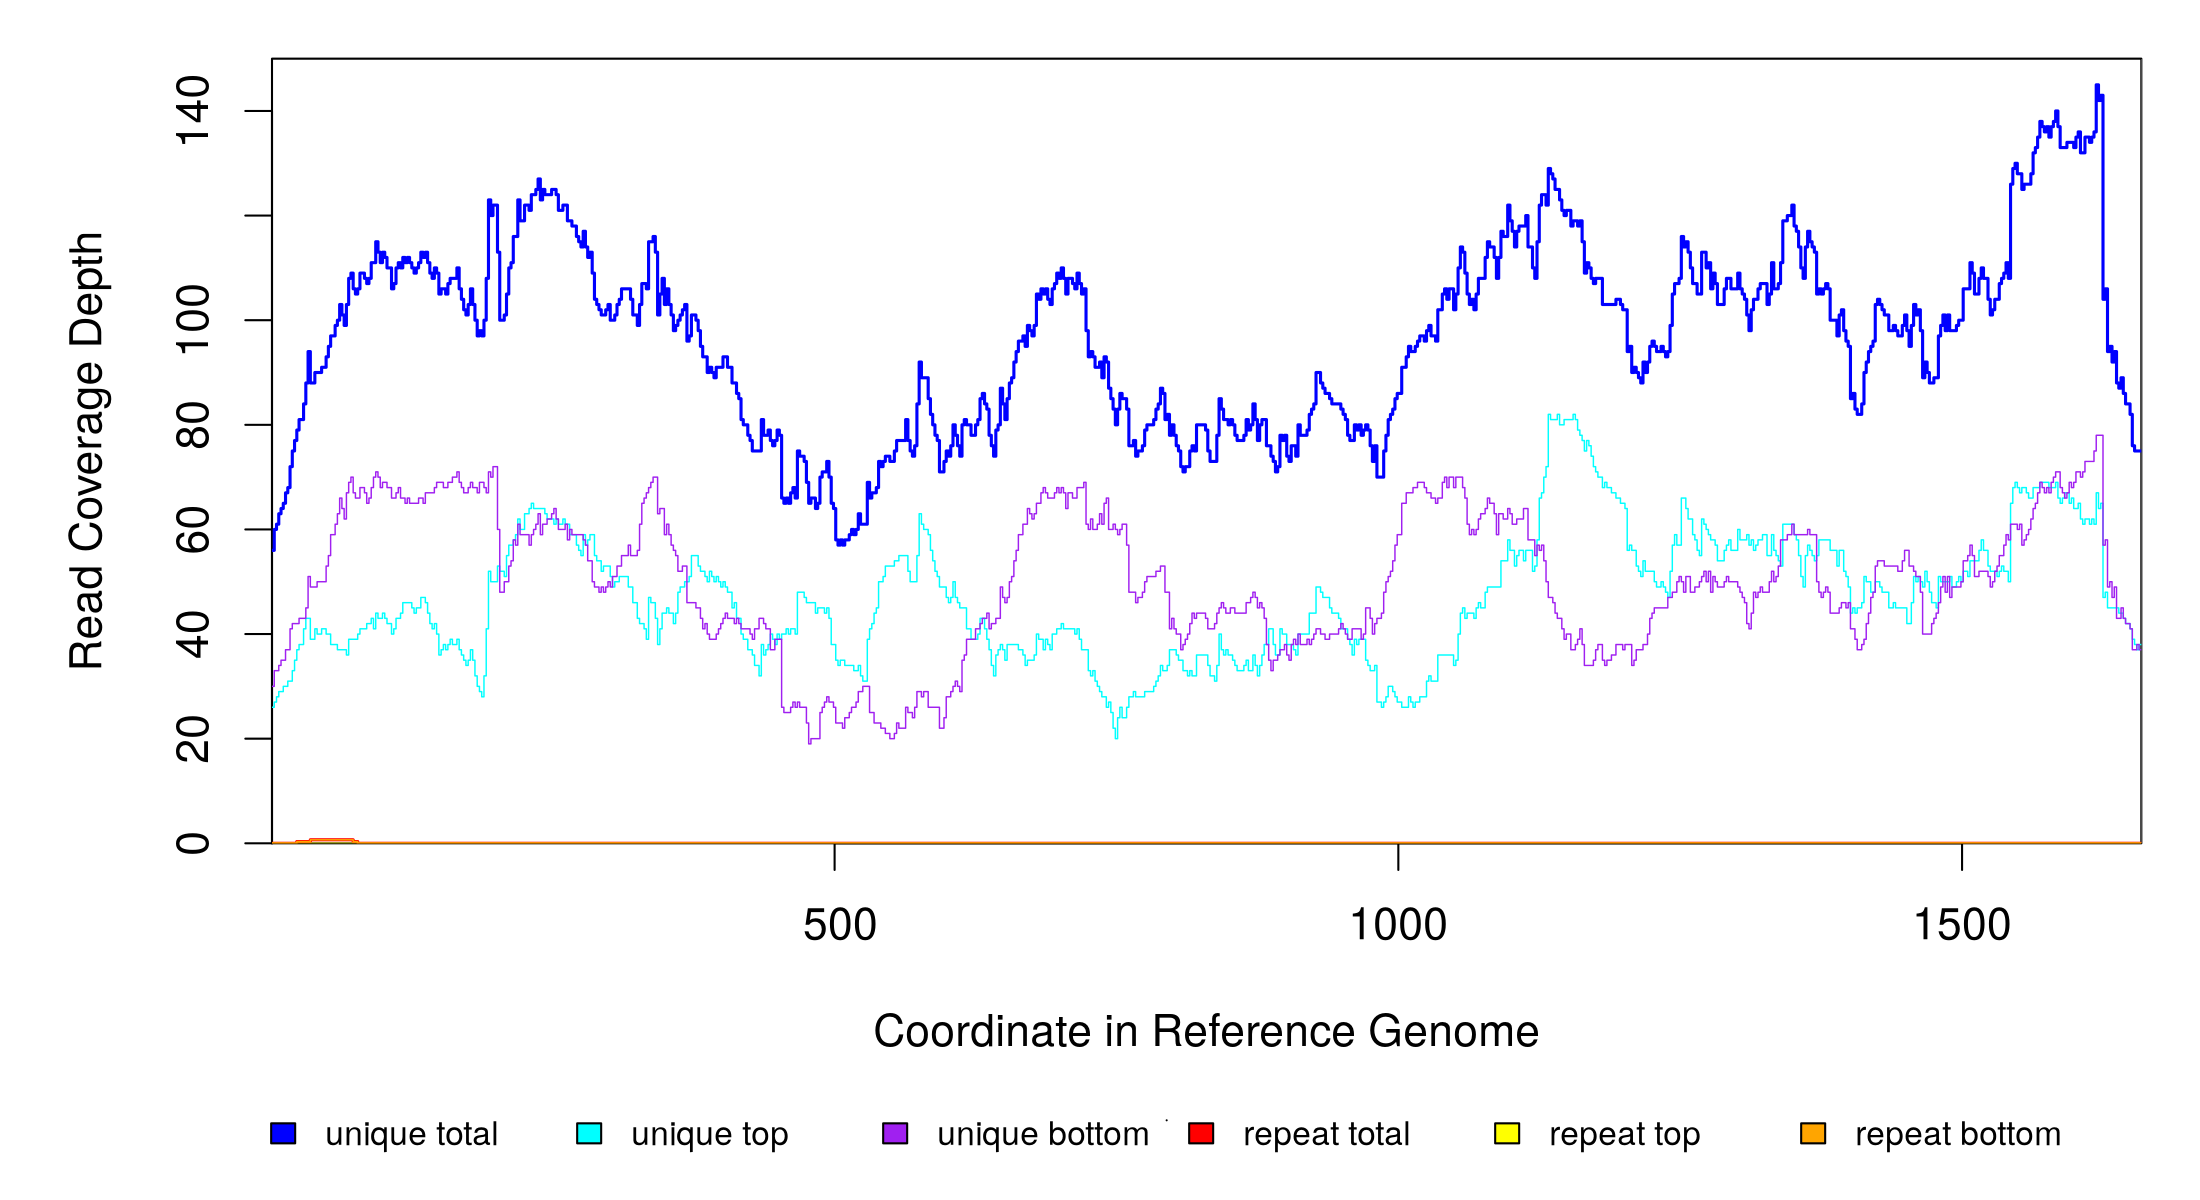 Read Coverage Depth
140
100
80
60
40
20
0
500 1000 1500
Coordinate in Reference Genome
unique total unique top unique bottom repeat total repeat top repeat bottom